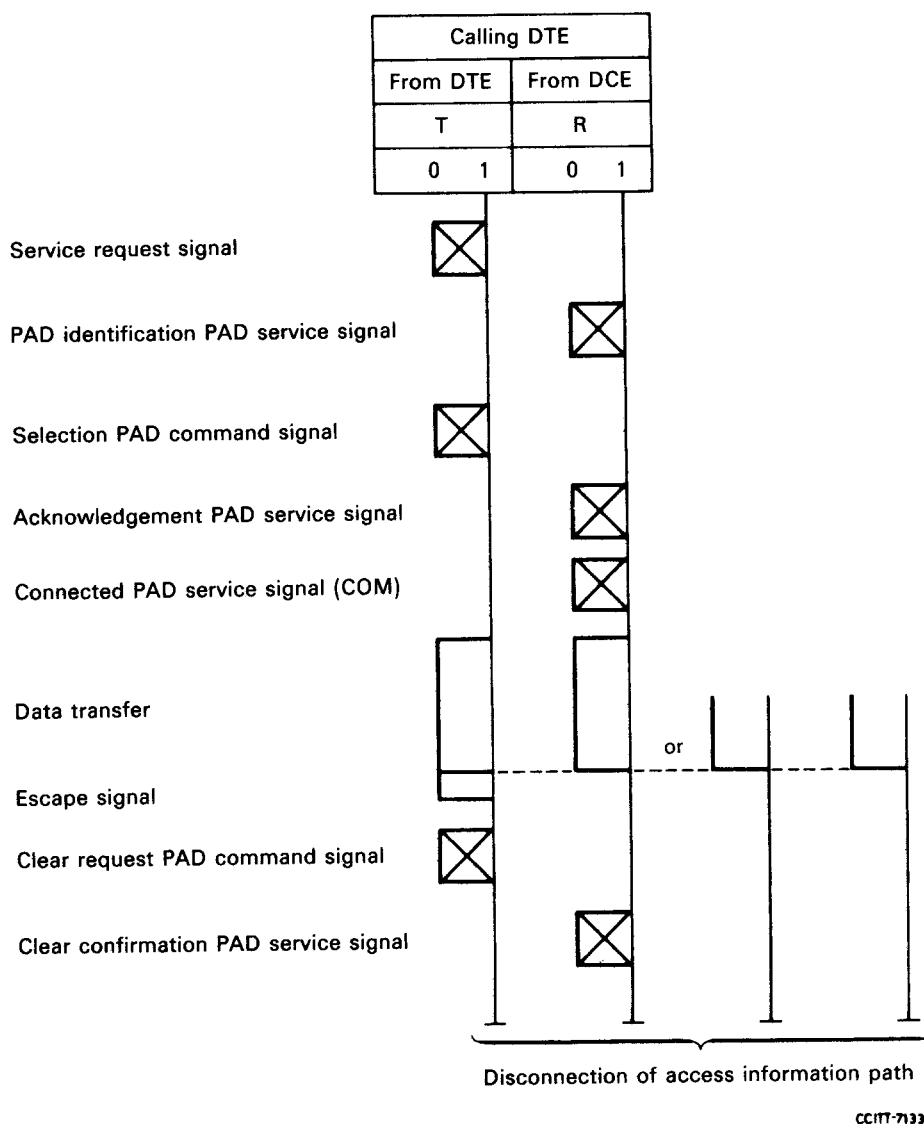 Calling DTE
From DTE From DCE
T R
0 1 0 1
Service request signal
PAD identification PAD service signal
Selection PAD command signal
Acknowledgement PAD service signal
Connected PAD service signal (COM)
Data transfer
or
Escape signal
Clear request PAD command signal
Clear confirmation PAD service signal
Disconnection of access information path
CCITT-7133